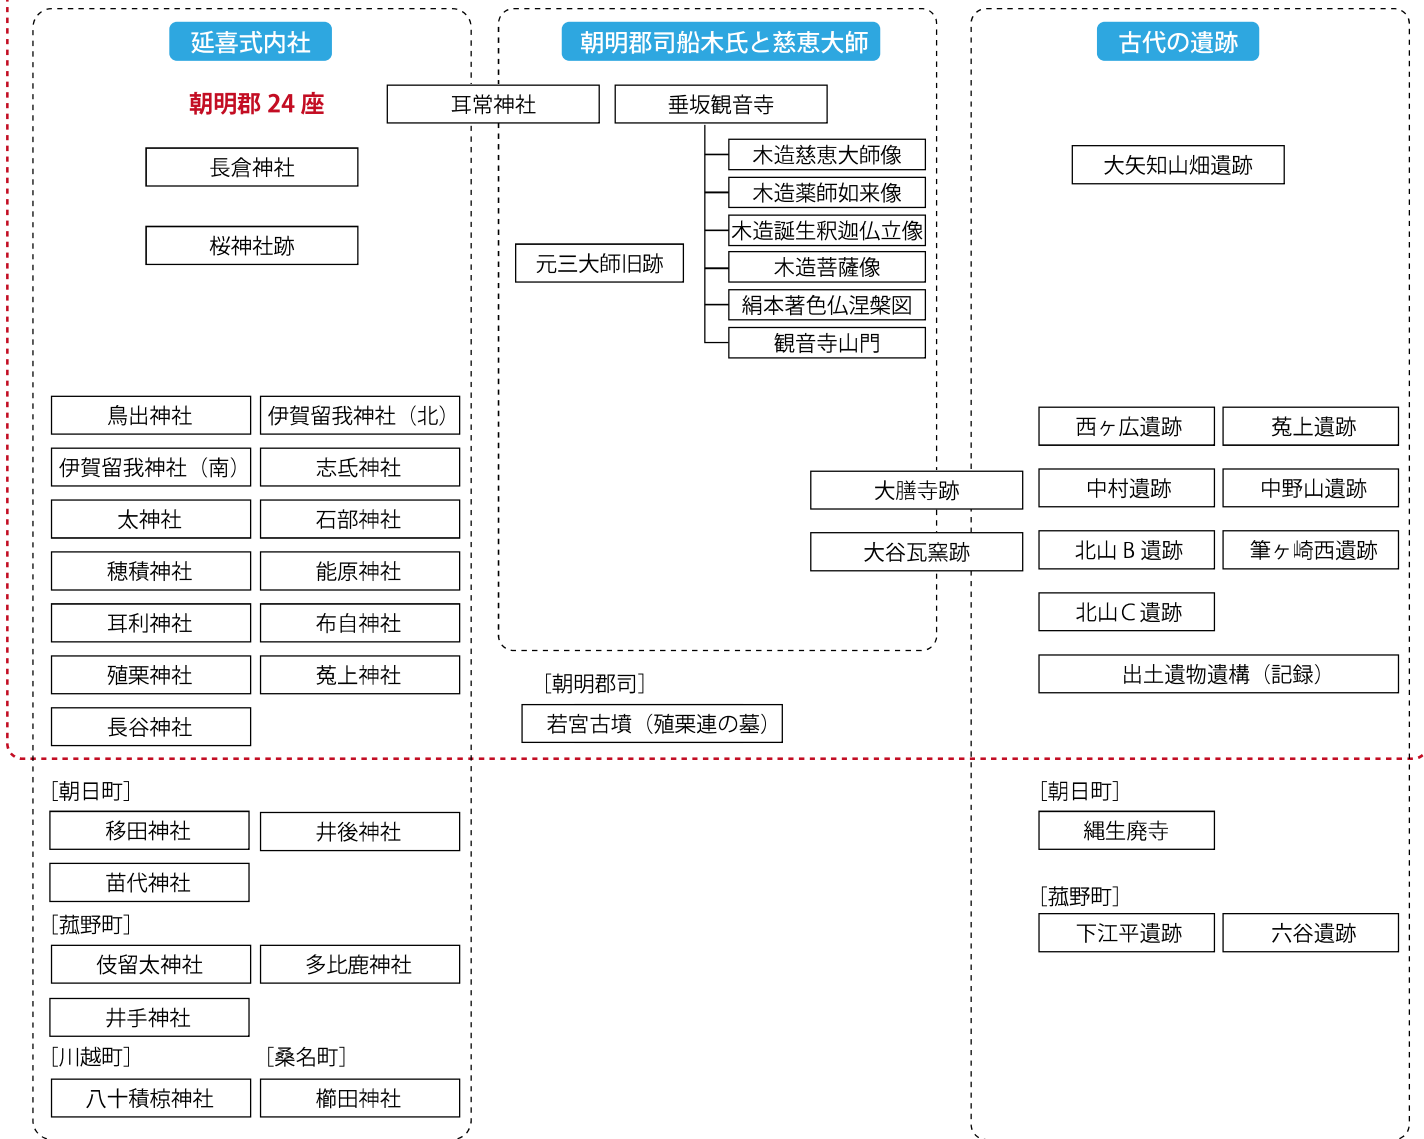 延喜式内社
朝明郡 24 座
耳常神社
長倉神社
桜神社跡
鳥出神社
伊賀留我神社（北）
伊賀留我神社（南）
志氐神社
太神社
石部神社
穂積神社
能原神社
耳利神社
布自神社
殖栗神社
菟上神社
長谷神社
［朝日町］
移田神社
井後神社
苗代神社
［菰野町］
伎留太神社
多比鹿神社
井手神社
［川越町］
［桑名町］
八十積椋神社
櫛田神社
朝明郡司船木氏と慈恵大師
垂坂観音寺
木造慈恵大師像
木造薬師如来像
木造誕生釈迦仏立像
木造菩薩像
絹本著色仏涅槃図
観音寺山門
元三大師旧跡
大膳寺跡
大谷瓦窯跡
［朝明郡司］
若宮古墳（殖栗連の墓）
古代の遺跡
大矢知山畑遺跡
西ヶ広遺跡
菟上遺跡
中村遺跡
中野山遺跡
北山 B 遺跡
筆ヶ崎西遺跡
北山 C 遺跡
出土遺物遺構（記録）
［朝日町］
縄生廃寺
［菰野町］
下江平遺跡
六谷遺跡